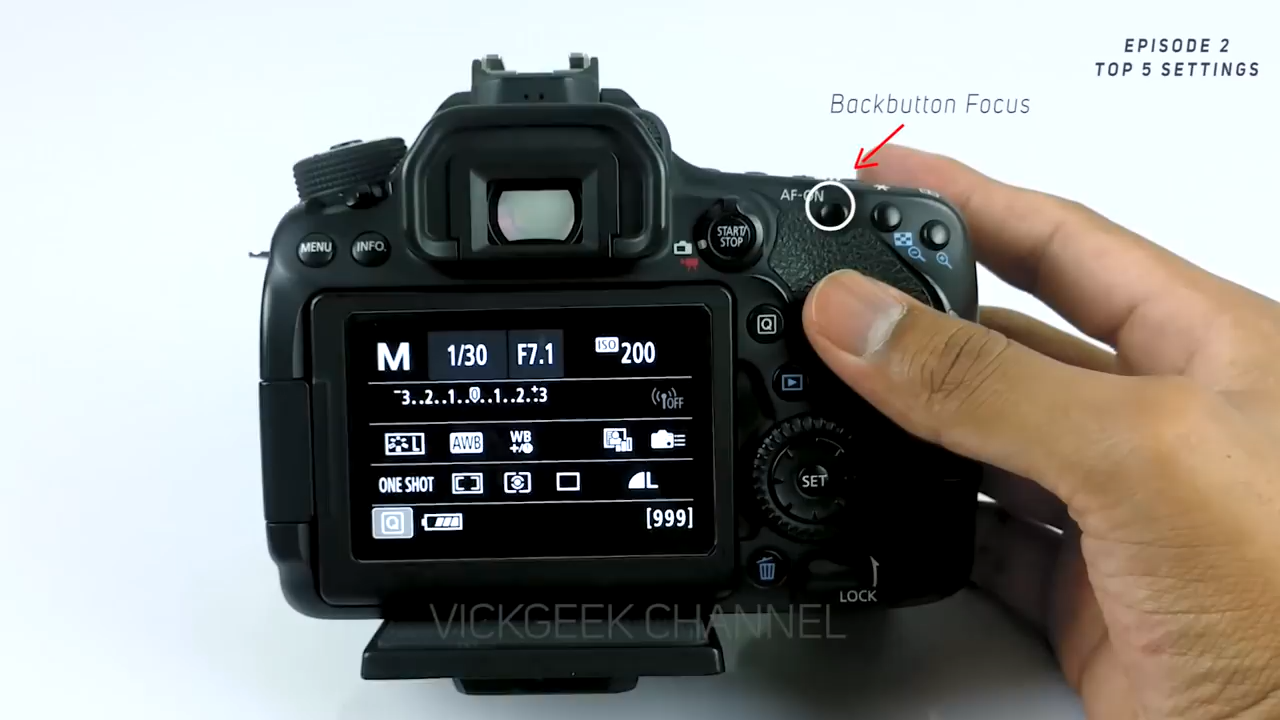 EPISODE 2
TOP 5 SETTINGS
Backbutton Focus
AF-ON
MENU
INFO.
START/
STOP
Q
M 1/30 F7.1 ISO 200
-3..2..1..0..1..2.+3
OFF
L AWB WB +/-
ONE SHOT L
Q [999]
SET
LOCK
VICKGEEK CHANNEL